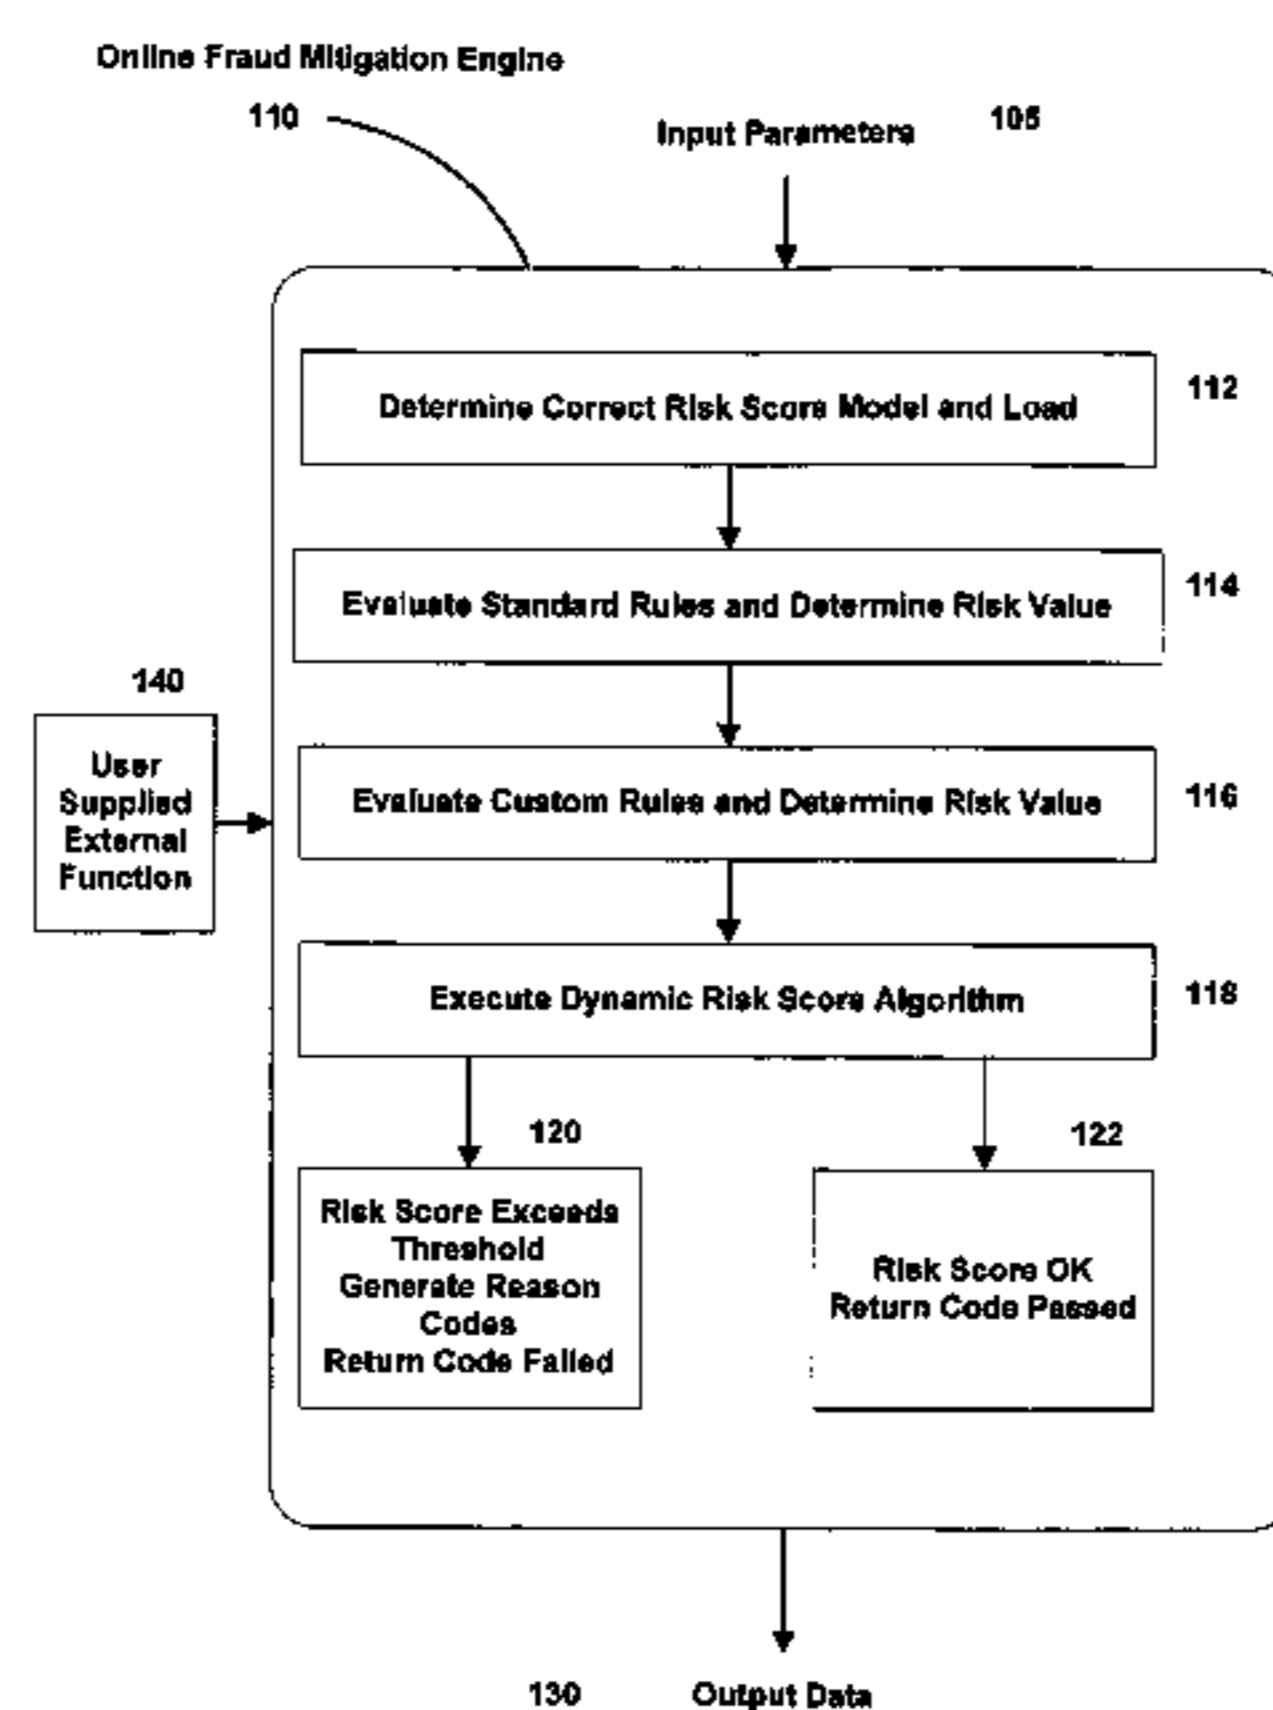 Online Fraud Mitigation Engine
110
Input Parameters 105
Determine Correct Risk Score Model and Load 112
Evaluate Standard Rules and Determine Risk Value 114
140
User
Supplied
External
Function
Evaluate Custom Rules and Determine Risk Value 116
Execute Dynamic Risk Score Algorithm 118
120
Risk Score Exceeds
Threshold
Generate Reason
Codes
Return Code Failed
122
Risk Score OK
Return Code Passed
130 Output Data